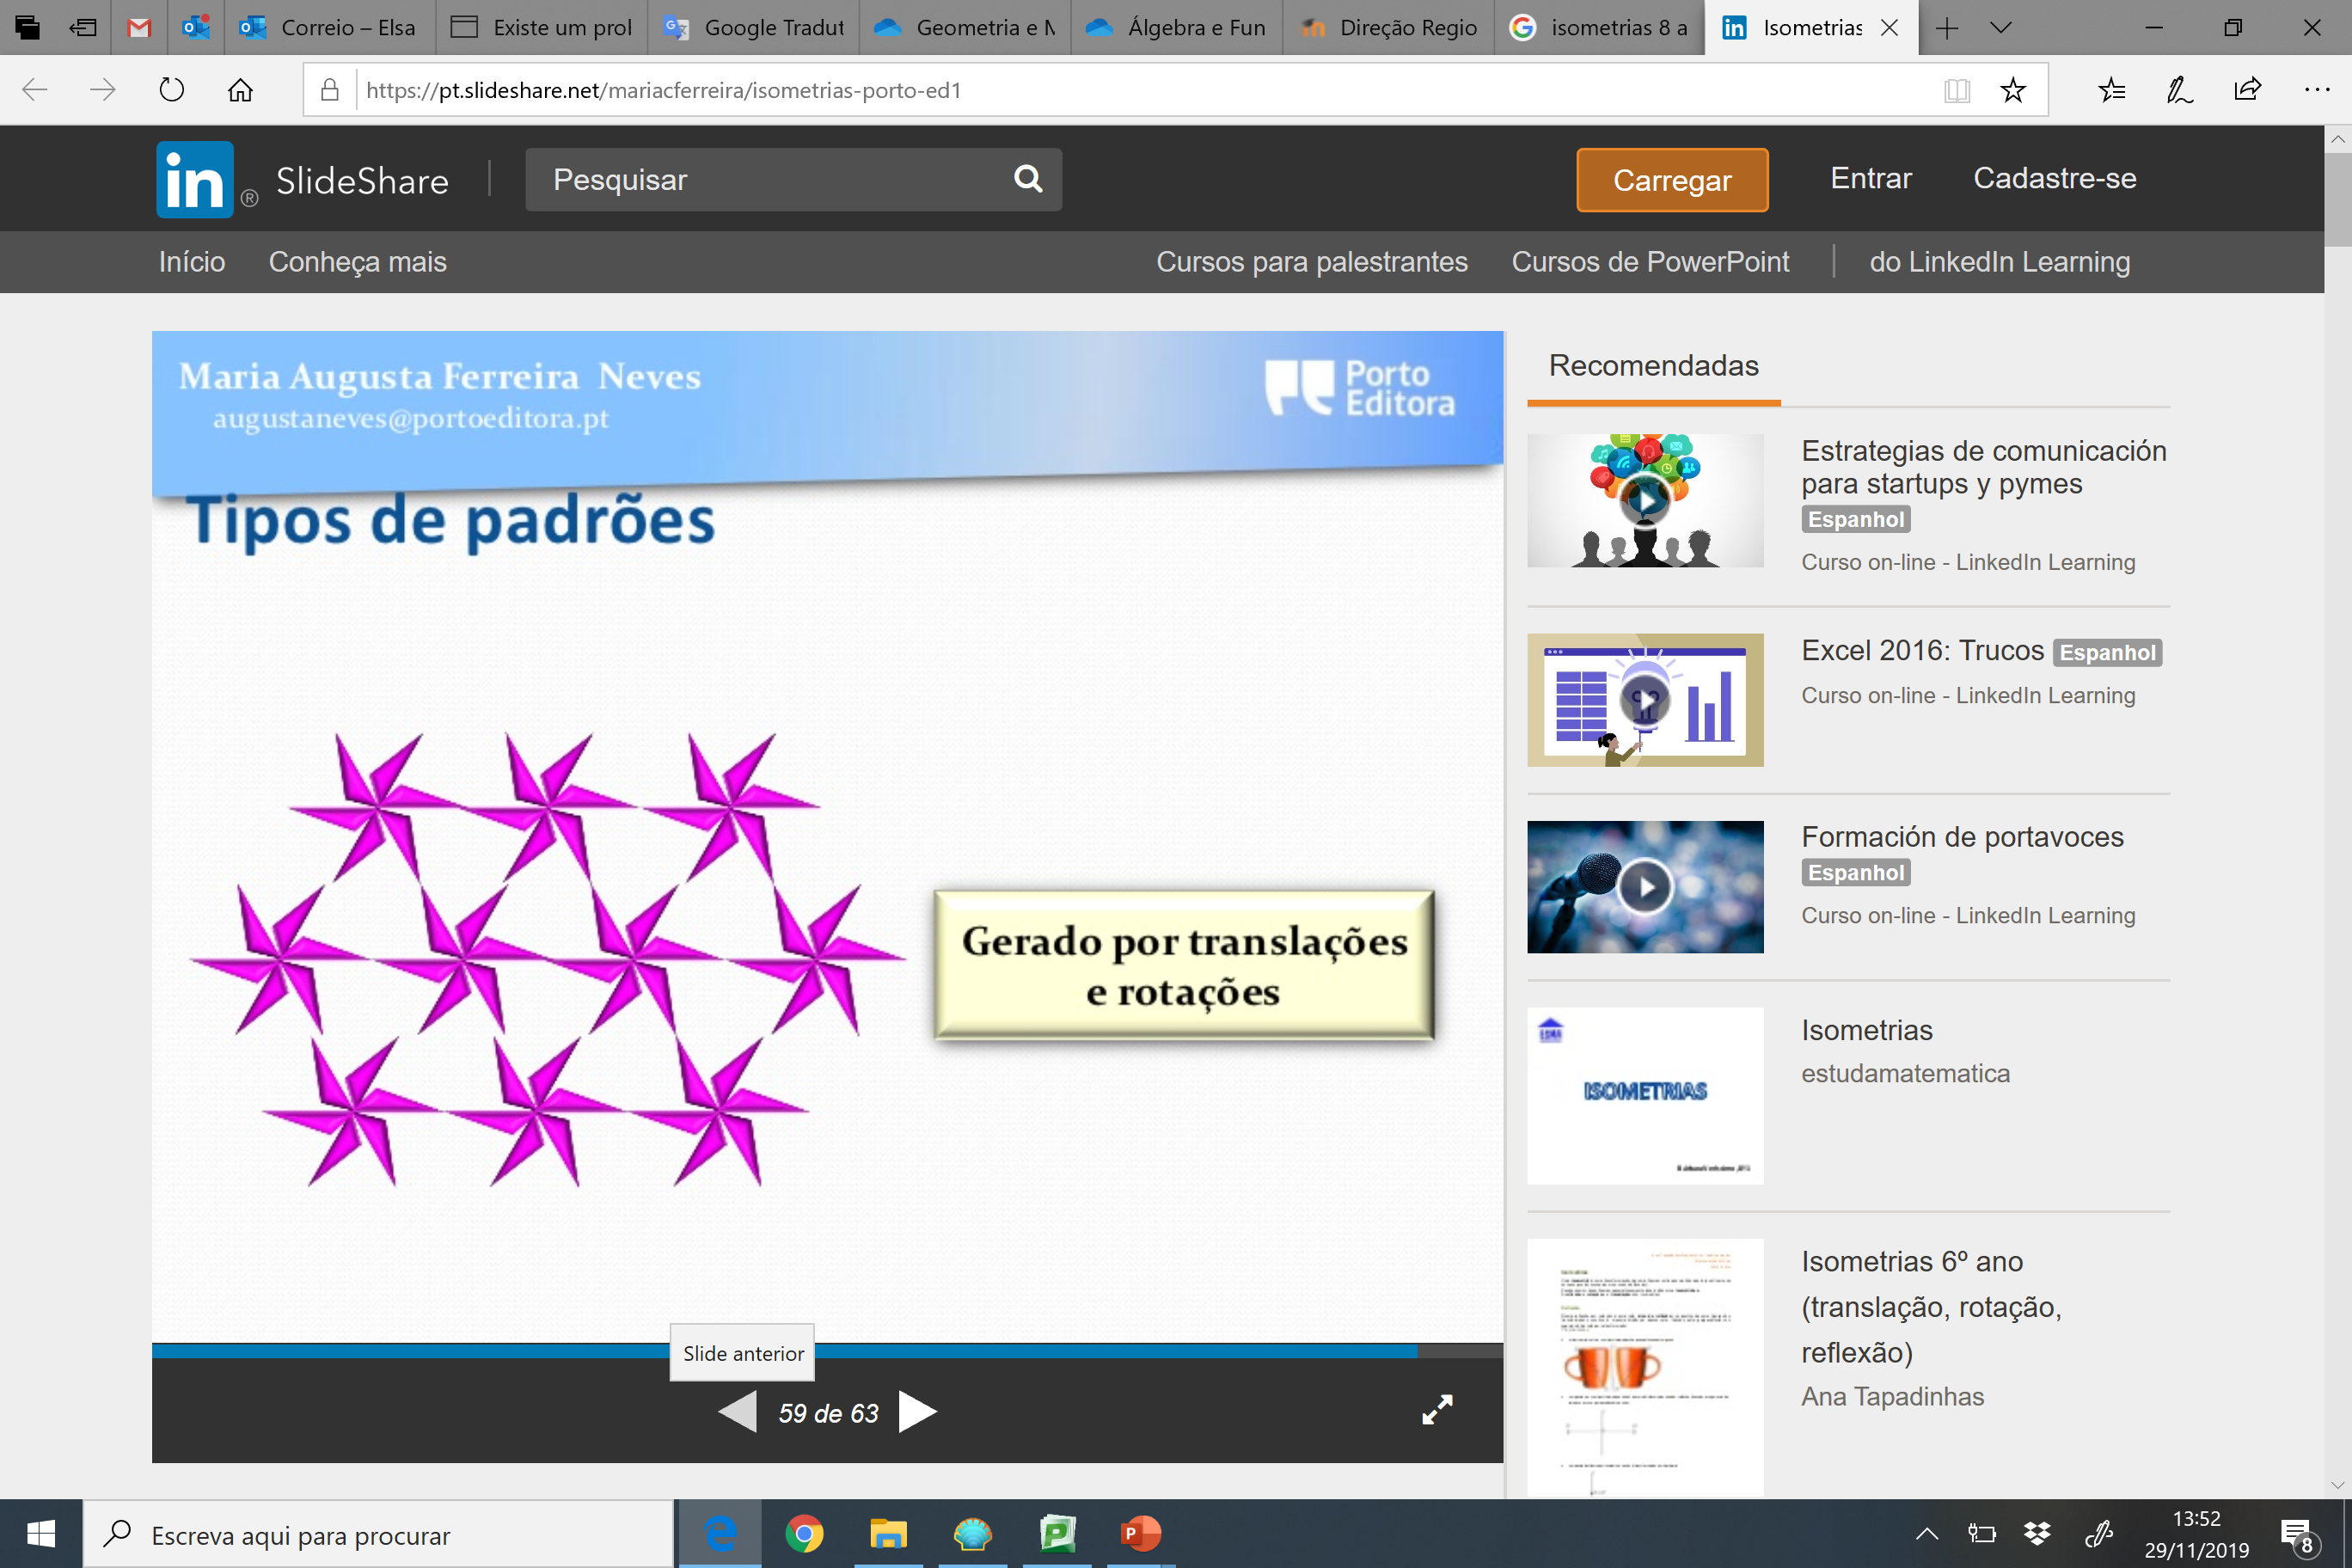 Correio – Elsa
Existe um prol
Google Tradut
Geometria e M
Álgebra e Fun
Direção Regio
isometrias 8 a
Isometrias
https://pt.slideshare.net/mariacferreira/isometrias-porto-ed1
in ® SlideShare
Pesquisar
Carregar
Entrar
Cadastre-se
Início
Conheça mais
Cursos para palestrantes
Cursos de PowerPoint
do LinkedIn Learning
Maria Augusta Ferreira Neves
augustaneves@portoeditora.pt
Porto
Editora
Tipos de padrões
Gerado por translações
e rotações
Slide anterior
59 de 63
Recomendadas
Estrategias de comunicación
para startups y pymes
Espanhol
Curso on-line - LinkedIn Learning
Excel 2016: Trucos Espanhol
Curso on-line - LinkedIn Learning
Formación de portavoces
Espanhol
Curso on-line - LinkedIn Learning
ISOMETRIAS
Isometrias
estudamatematica
Isometrias 6º ano
(translação, rotação,
reflexão)
Ana Tapadinhas
Escreva aqui para procurar
13:52
29/11/2019
8